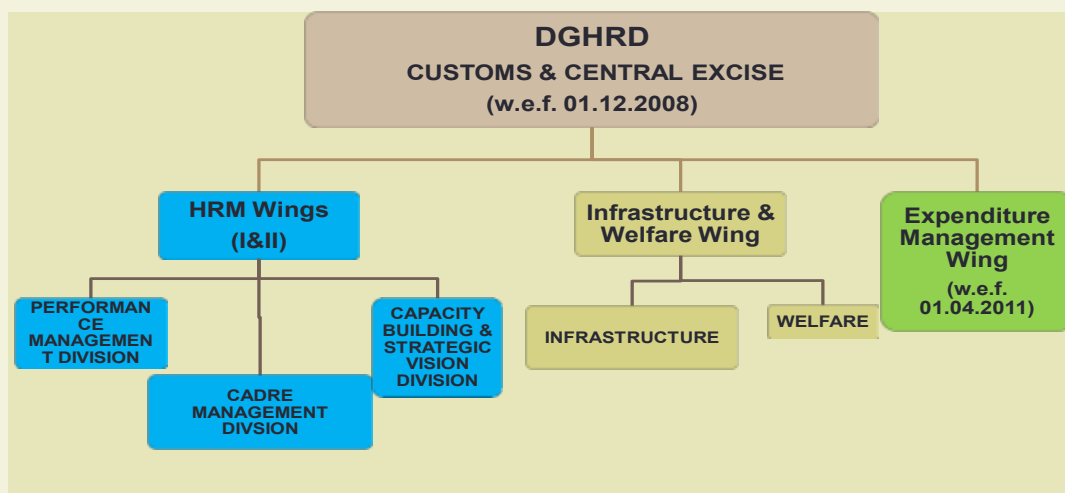 DGHRD
CUSTOMS & CENTRAL EXCISE
(w.e.f. 01.12.2008)
HRM Wings
(I&II)
Infrastructure &
Welfare Wing
Expenditure
Management
Wing
(w.e.f.
01.04.2011)
PERFORMAN
CE
MANAGEMEN
T DIVISION
CADRE
MANAGEMENT
DIVSION
CAPACITY
BUILDING &
STRATEGIC
VISION
DIVISION
INFRASTRUCTURE
WELFARE